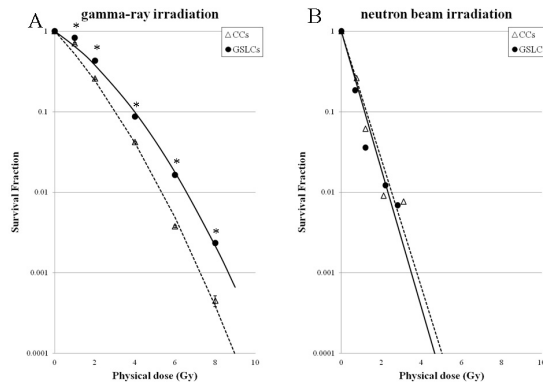 A
gamma-ray irradiation
△ CCs
● GSLCs
Survival Fraction
1
0.1
0.01
0.001
0.0001
* * * * *
0 2 4 6 8 10
Physical dose (Gy)
B
neutron beam irradiation
△ CCs
● GSLCs
Survival Fraction
1
0.1
0.01
0.001
0.0001
0 2 4 6 8 10
Physical dose (Gy)